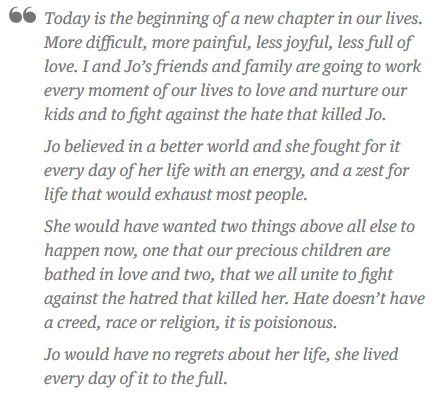 Today is the beginning of a new chapter in our lives.
More difficult, more painful, less joyful, less full of
love. I and Jo’s friends and family are going to work
every moment of our lives to love and nurture our
kids and to fight against the hate that killed Jo.
Jo believed in a better world and she fought for it
every day of her life with an energy, and a zest for
life that would exhaust most people.
She would have wanted two things above all else to
happen now, one that our precious children are
bathed in love and two, that we all unite to fight
against the hatred that killed her. Hate doesn’t have
a creed, race or religion, it is poisionous.
Jo would have no regrets about her life, she lived
every day of it to the full.